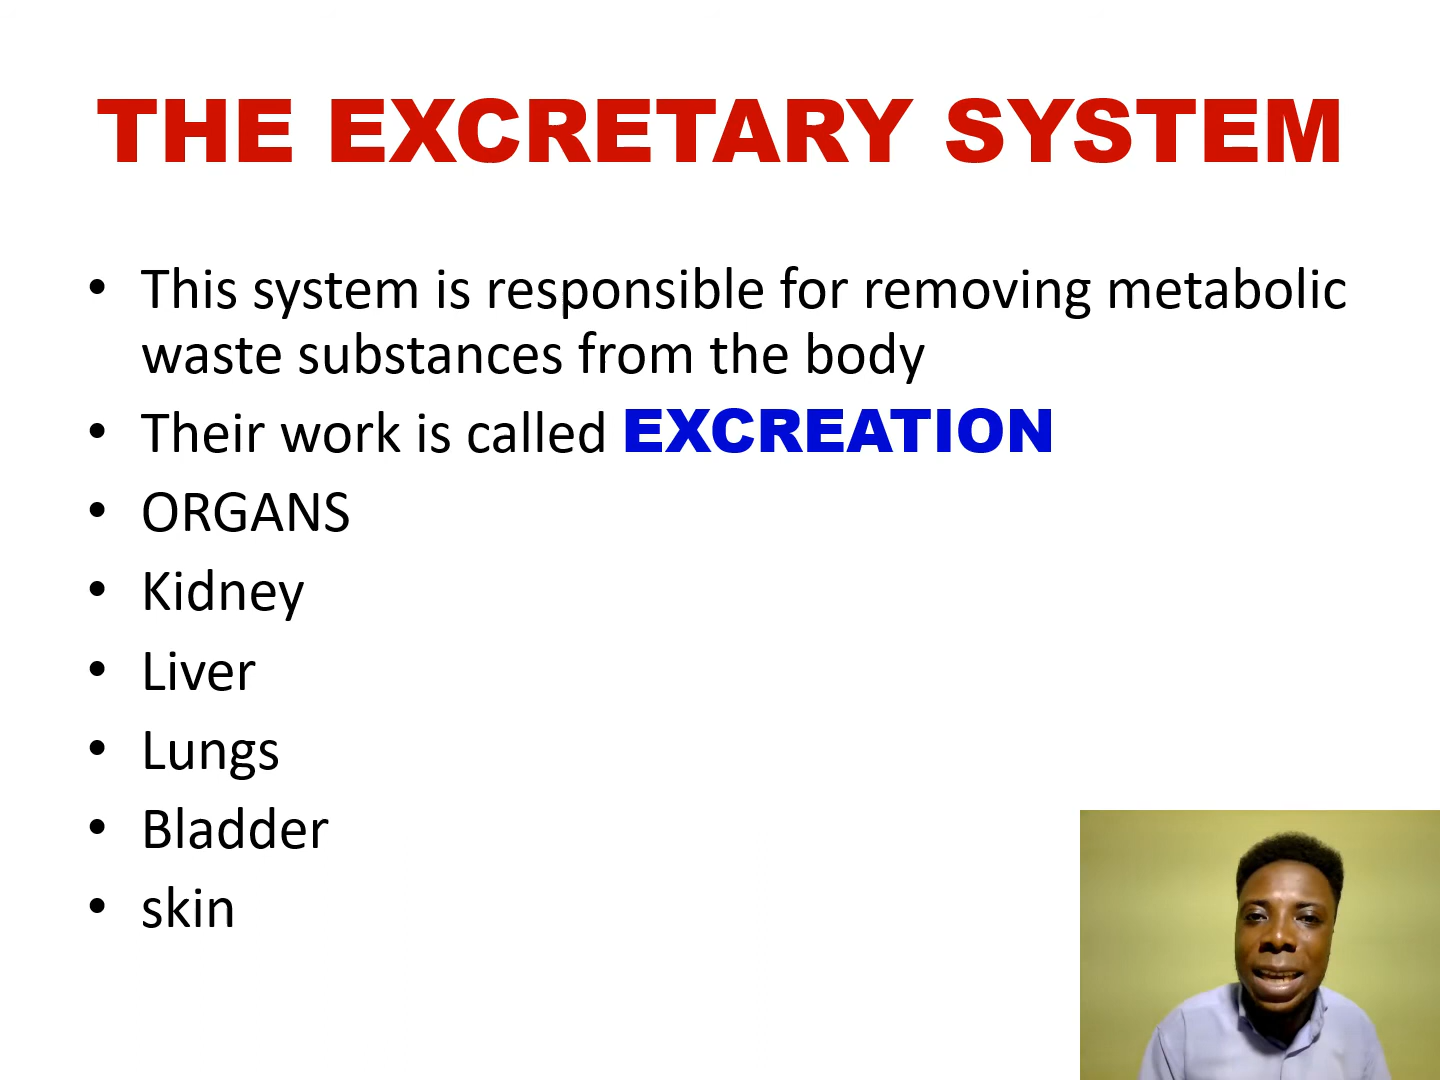 THE EXCRETARY SYSTEM
• This system is responsible for removing metabolic
waste substances from the body
• Their work is called EXCREATION
• ORGANS
• Kidney
• Liver
• Lungs
• Bladder
• skin